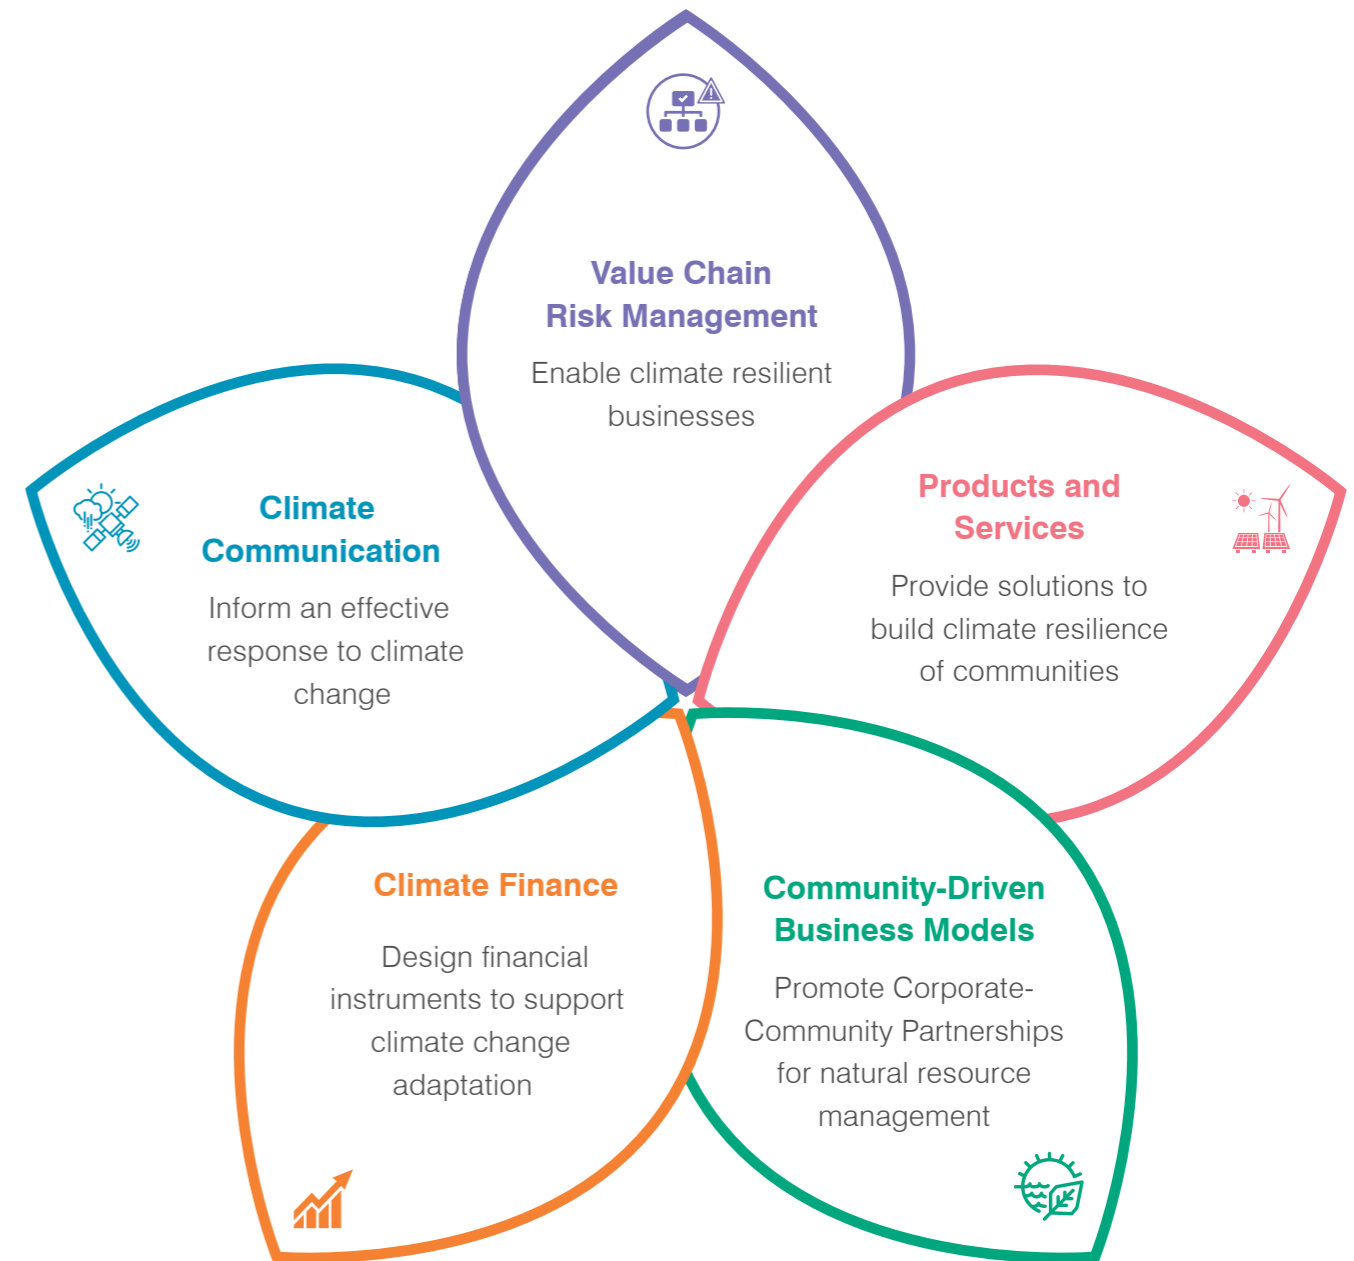 Value Chain
Risk Management
Enable climate resilient
businesses
Products and
Services
Provide solutions to
build climate resilience
of communities
Community-Driven
Business Models
Promote Corporate-
Community Partnerships
for natural resource
management
Climate Finance
Design financial
instruments to support
climate change
adaptation
Climate
Communication
Inform an effective
response to climate
change